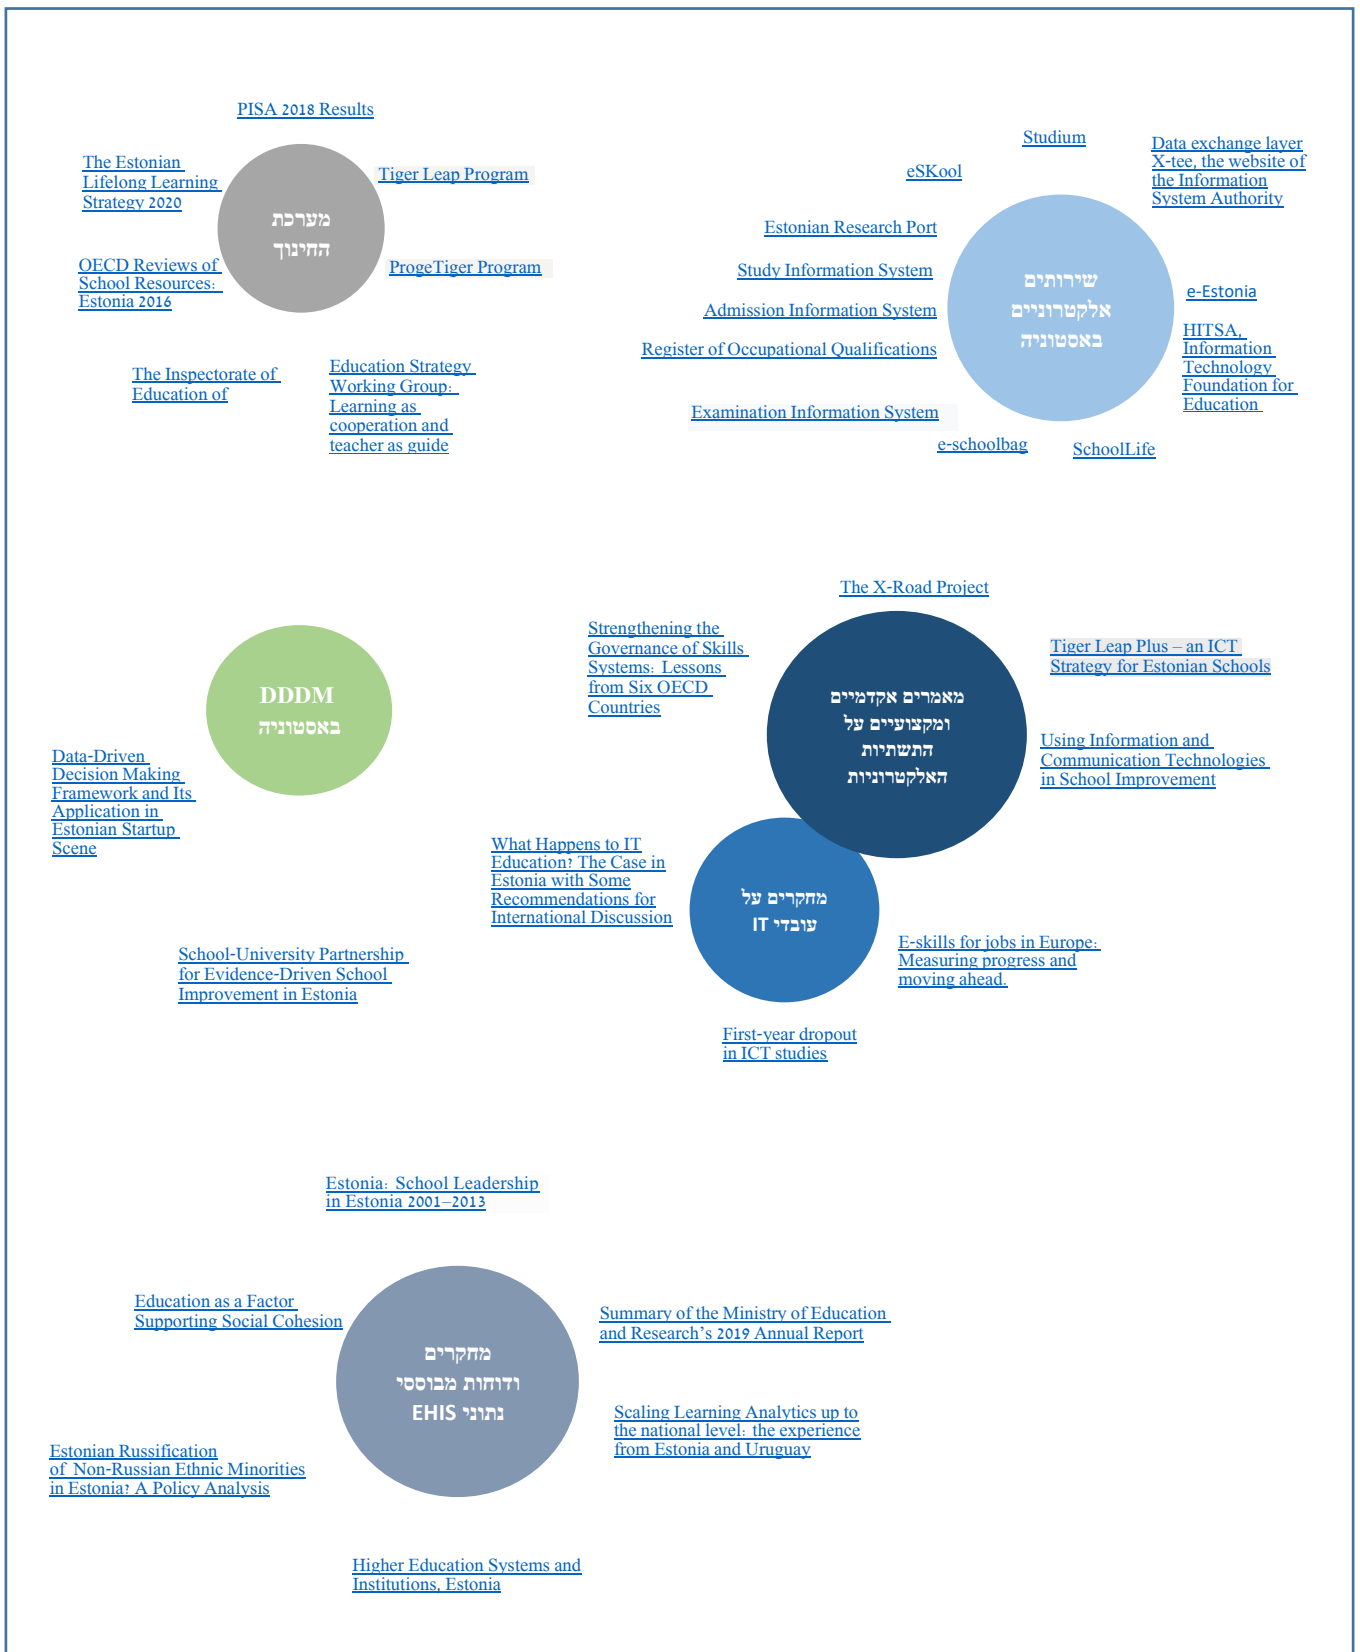 PISA 2018 Results
The Estonian
Lifelong Learning
Strategy 2020
Tiger Leap Program
מערכת
החינוך
OECD Reviews of
School Resources:
Estonia 2016
ProgeTiger Program
The Inspectorate of
Education of
Education Strategy
Working Group:
Learning as
cooperation and
teacher as guide
Studium
Data exchange layer
X-tee, the website of
the Information
System Authority
eSKool
Estonian Research Port
Study Information System
Admission Information System
Register of Occupational Qualifications
Examination Information System
שירותים
אלקטרוניים
באסטוניה
e-Estonia
HITSA,
Information
Technology
Foundation for
Education
e-schoolbag
SchoolLife
DDDM
באסטוניה
Data-Driven
Decision Making
Framework and Its
Application in
Estonian Startup
Scene
School-University Partnership
for Evidence-Driven School
Improvement in Estonia
The X-Road Project
Strengthening the
Governance of Skills
Systems: Lessons
from Six OECD
Countries
Tiger Leap Plus – an ICT
Strategy for Estonian Schools
מאמרים אקדמיים
ומקצועיים על
התשתיות
האלקטרוניות
Using Information and
Communication Technologies
in School Improvement
What Happens to IT
Education? The Case in
Estonia with Some
Recommendations for
International Discussion
מחקרים על
עובדי IT
E-skills for jobs in Europe:
Measuring progress and
moving ahead.
First-year dropout
in ICT studies
Estonia: School Leadership
in Estonia 2001–2013
Education as a Factor
Supporting Social Cohesion
Summary of the Ministry of Education
and Research’s 2019 Annual Report
מחקרים
ודוחות מבוססי
נתוני EHIS
Scaling Learning Analytics up to
the national level: the experience
from Estonia and Uruguay
Estonian Russification
of Non-Russian Ethnic Minorities
in Estonia? A Policy Analysis
Higher Education Systems and
Institutions, Estonia